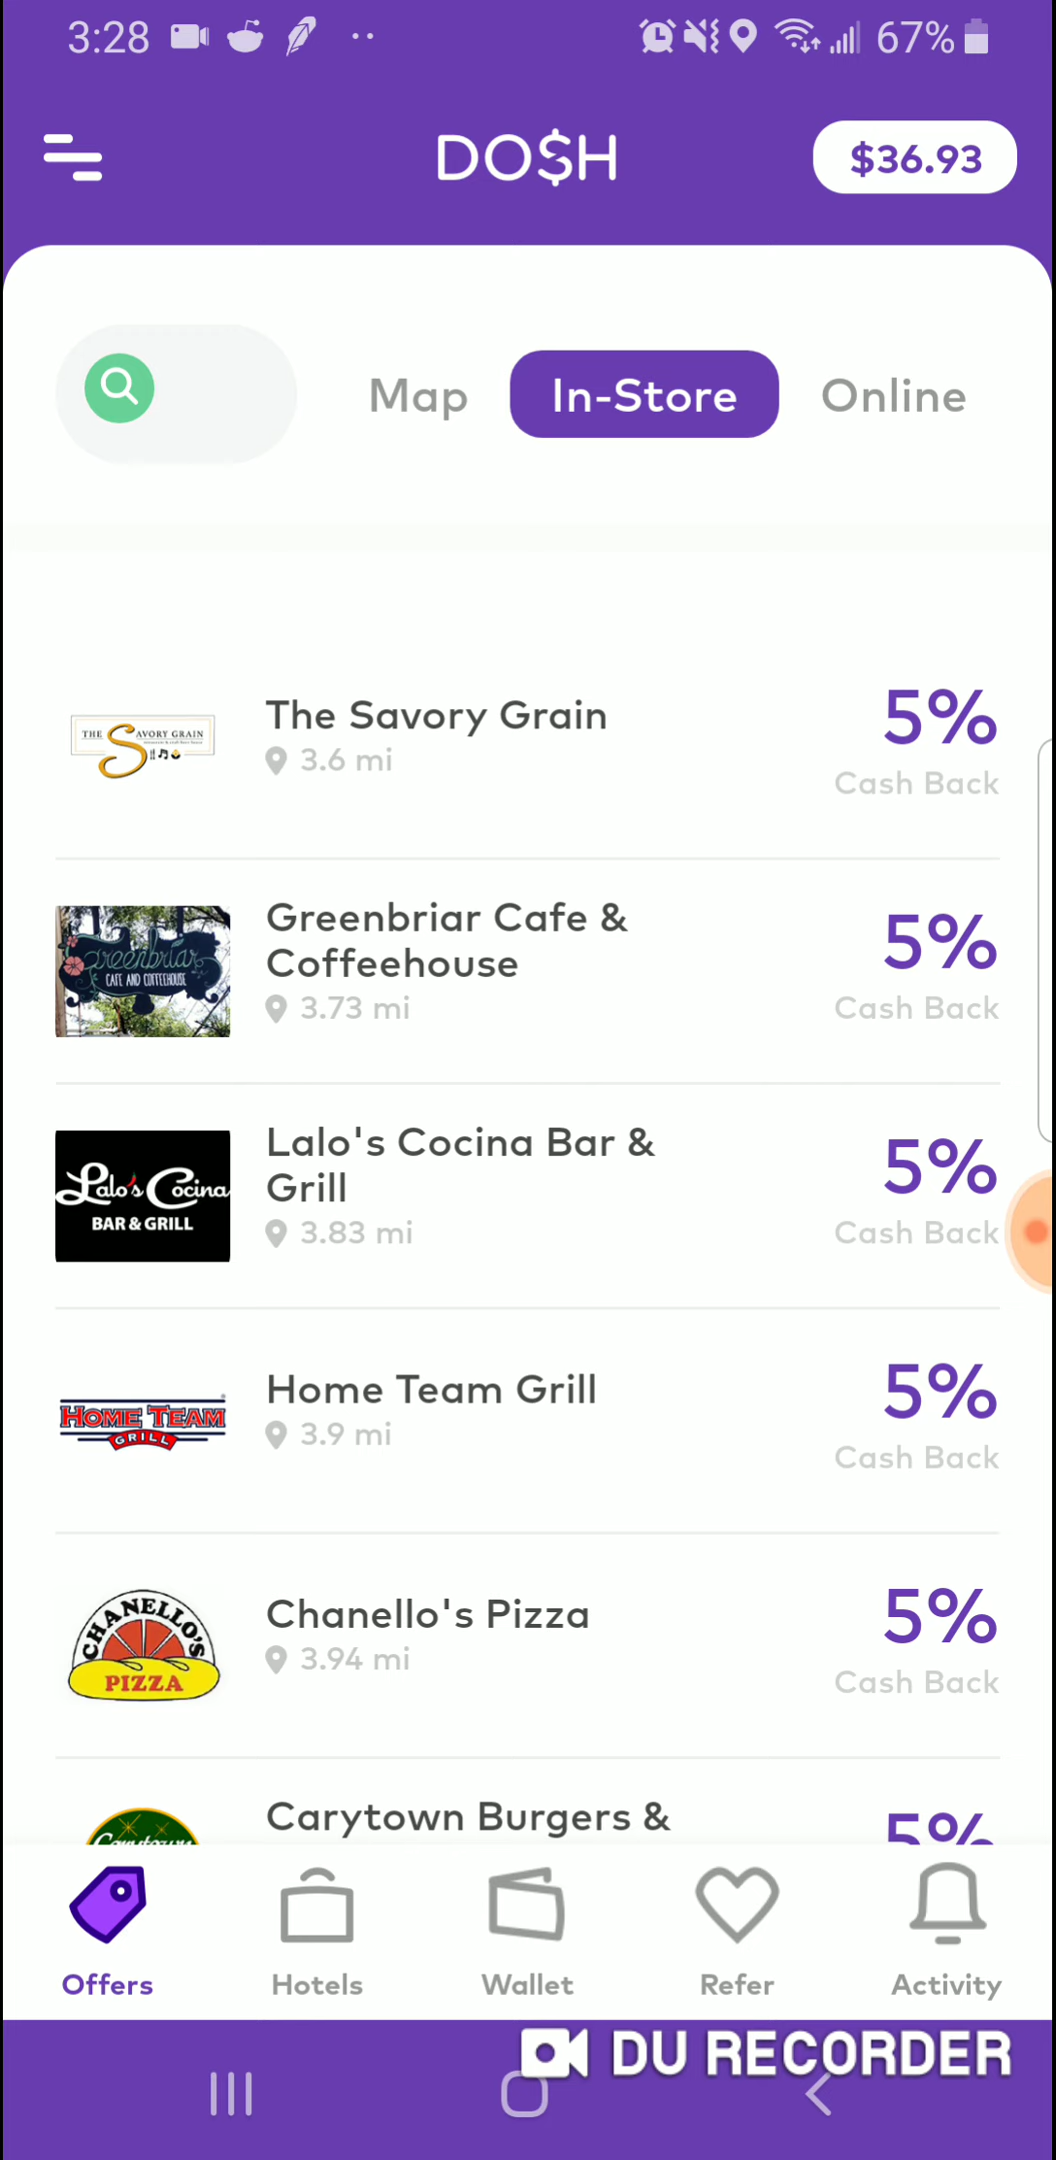 3:28
67%
DO$H
$36.93
Map
In-Store
Online
THE SAVORY GRAIN
The Savory Grain
3.6 mi
5%
Cash Back
greenbriar
CAFE AND COFFEEHOUSE
Greenbriar Cafe &
Coffeehouse
3.73 mi
5%
Cash Back
Lalo's Cocina
BAR & GRILL
Lalo's Cocina Bar &
Grill
3.83 mi
5%
Cash Back
HOME TEAM
GRILL
Home Team Grill
3.9 mi
5%
Cash Back
CHANELLO'S
PIZZA
Chanello's Pizza
3.94 mi
5%
Cash Back
Carytown
Carytown Burgers &
5%
Offers
Hotels
Wallet
Refer
Activity
DU RECORDER